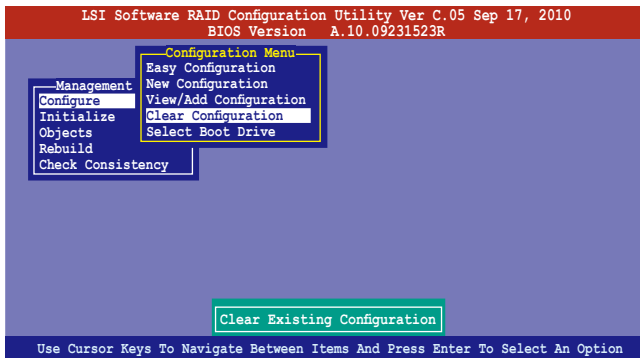 LSI Software RAID Configuration Utility Ver C.05 Sep 17, 2010
BIOS Version A.10.09231523R
Configuration Menu
Easy Configuration
New Configuration
View/Add Configuration
Clear Configuration
Select Boot Drive
Management
Configure
Initialize
Objects
Rebuild
Check Consistency
Clear Existing Configuration
Use Cursor Keys To Navigate Between Items And Press Enter To Select An Option